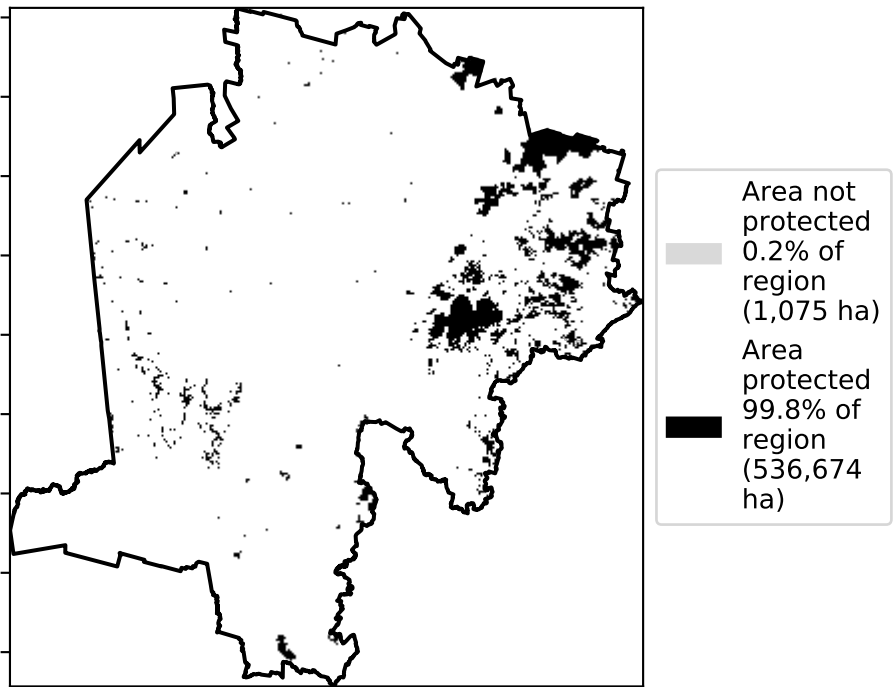 Area not
protected
0.2% of
region
(1,075 ha)
Area
protected
99.8% of
region
(536,674
ha)